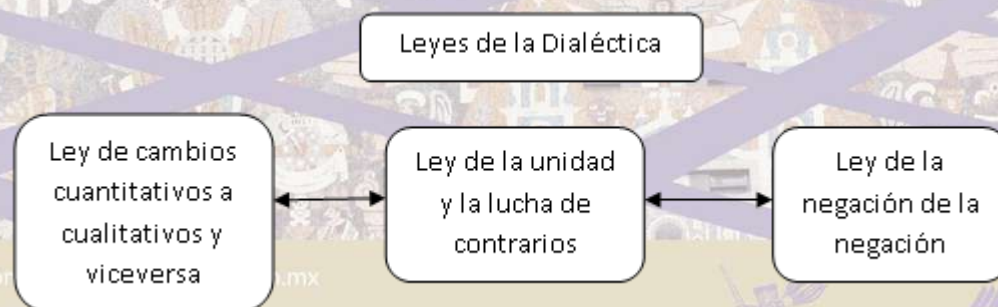 Leyes de la Dialéctica
Ley de cambios
cuantitativos a
cualitativos y
viceversa
Ley de la unidad
y la lucha de
contrarios
Ley de la
negación de la
negación
.mx